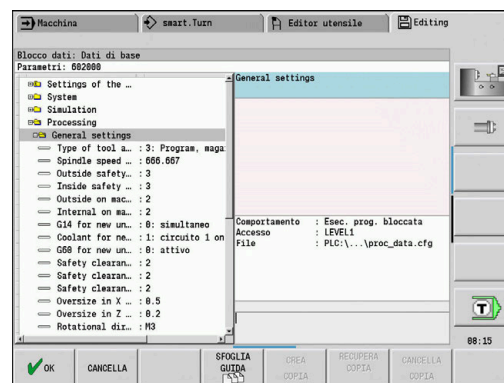 Macchina
smart.Turn
Editor utensile
Editing
Blocco dati: Dati di base
Parametri: 602000
Settings of the …
System
Simulation
Processing
General settings
Type of tool a… : 3: Program, maga
Spindle speed … : 666.667
Outside safety… : 3
Inside safety … : 3
Outside on mac… : 2
Internal on ma… : 2
G14 for new un… : 0: simultaneo
Coolant for ne… : 1: circuito 1 on
G60 for new un… : 0: attivo
Safety clearan… : 2
Safety clearan… : 2
Safety clearan… : 2
Oversize in X … : 0.5
Oversize in Z … : 0.2
Rotational dir… : M3
General settings
Comportamento : Esec. prog. bloccata
Accesso : LEVEL1
File : PLC:\...\proc_data.cfg
T
08:15
OK
CANCELLA
SFOGLIA GUIDA
CREA COPIA
RECUPERA COPIA
CANCELLA COPIA